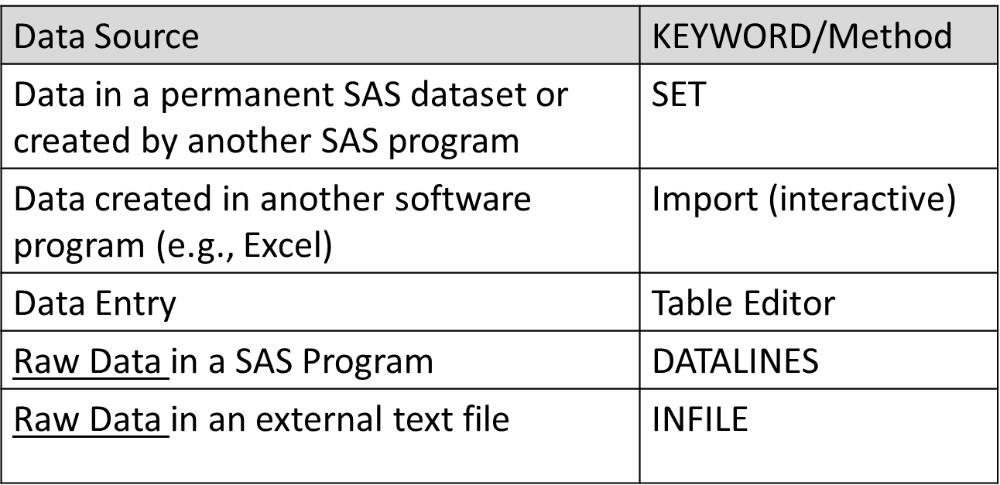 Data Source
KEYWORD/Method
Data in a permanent SAS dataset or
created by another SAS program
SET
Data created in another software
program (e.g., Excel)
Import (interactive)
Data Entry
Table Editor
Raw Data in a SAS Program
DATALINES
Raw Data in an external text file
INFILE